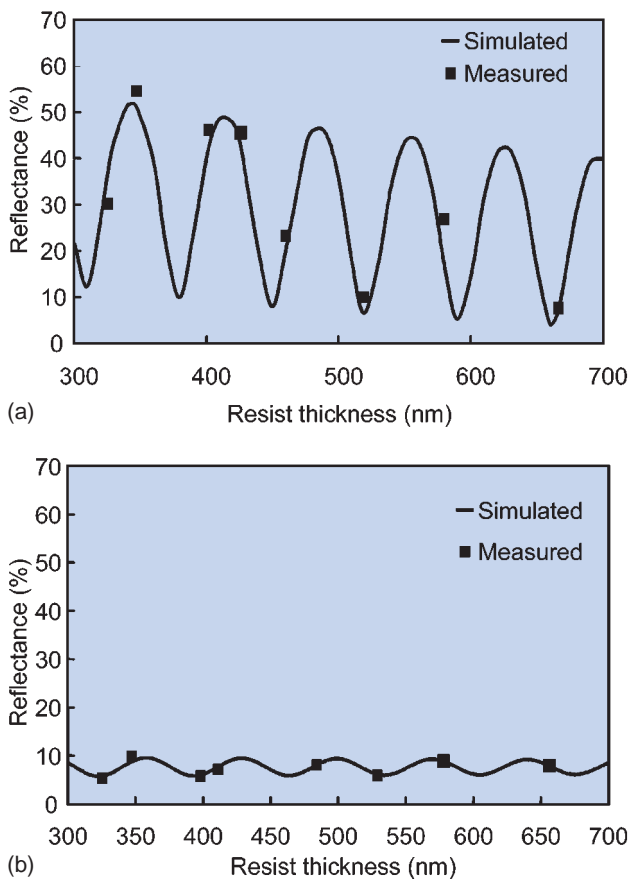 70
60
50
40
30
20
10
0
Reflectance (%)
Simulated
Measured
300 400 500 600 700
(a)
Resist thickness (nm)
70
60
50
40
30
20
10
0
Reflectance (%)
Simulated
Measured
300 350 400 450 500 550 600 650 700
(b)
Resist thickness (nm)